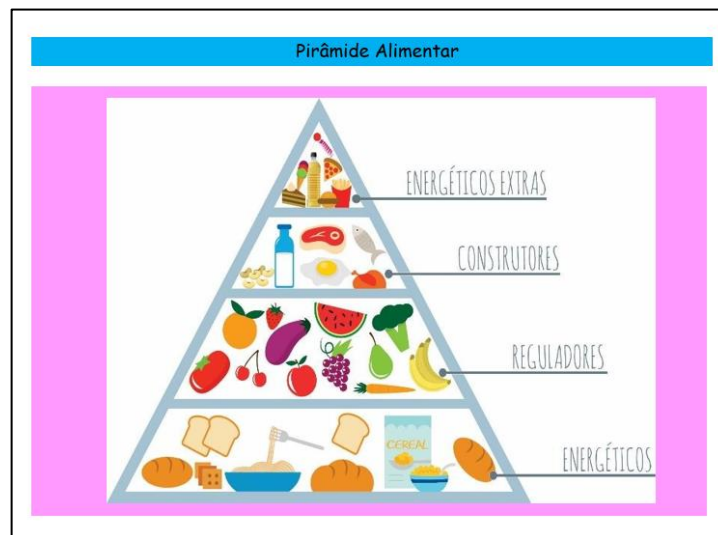 Pirâmide Alimentar
ENERGÉTICOS EXTRAS
CONSTRUTORES
REGULADORES
CEREAL
ENERGÉTICOS